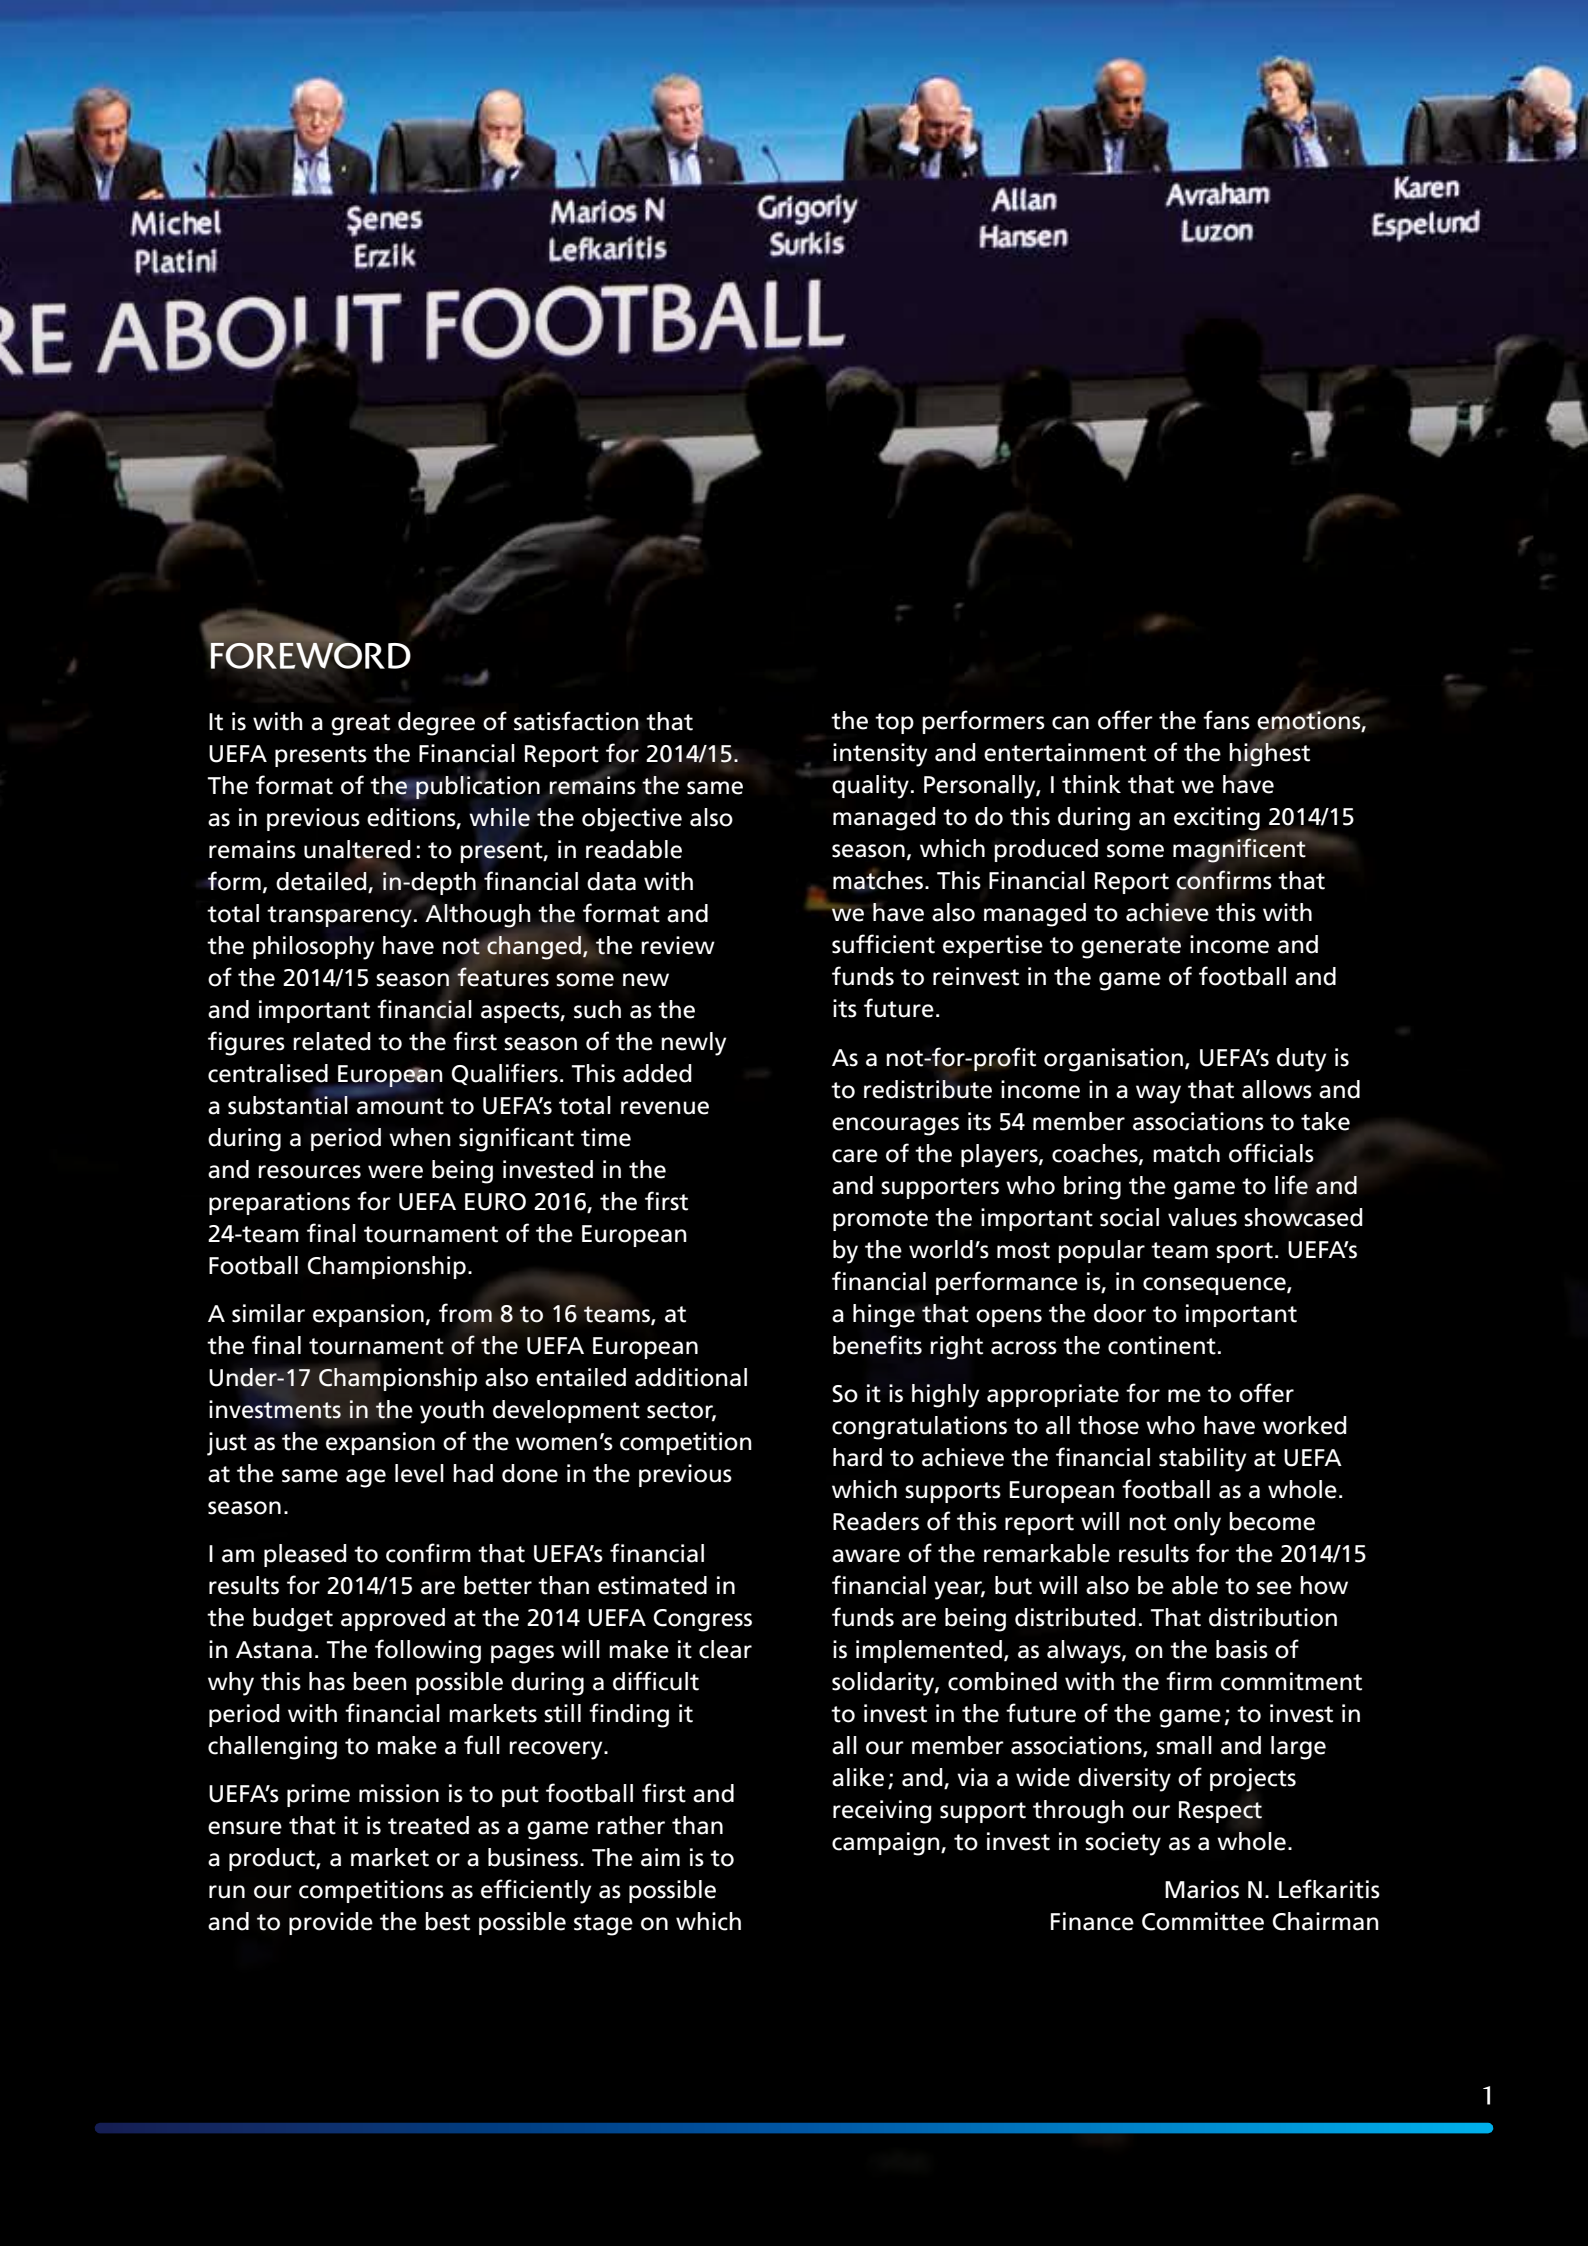 Michel
Platini
Şenes
Erzik
Marios N
Lefkaritis
Grigoriy
Surkis
Allan
Hansen
Avraham
Luzon
Karen
Espelund
RE ABOUT FOOTBALL
FOREWORD
It is with a great degree of satisfaction that
UEFA presents the Financial Report for 2014/15.
The format of the publication remains the same
as in previous editions, while the objective also
remains unaltered : to present, in readable
form, detailed, in-depth financial data with
total transparency. Although the format and
the philosophy have not changed, the review
of the 2014/15 season features some new
and important financial aspects, such as the
figures related to the first season of the newly
centralised European Qualifiers. This added
a substantial amount to UEFA’s total revenue
during a period when significant time
and resources were being invested in the
preparations for UEFA EURO 2016, the first
24-team final tournament of the European
Football Championship.
A similar expansion, from 8 to 16 teams, at
the final tournament of the UEFA European
Under-17 Championship also entailed additional
investments in the youth development sector,
just as the expansion of the women’s competition
at the same age level had done in the previous
season.
I am pleased to confirm that UEFA’s financial
results for 2014/15 are better than estimated in
the budget approved at the 2014 UEFA Congress
in Astana. The following pages will make it clear
why this has been possible during a difficult
period with financial markets still finding it
challenging to make a full recovery.
UEFA’s prime mission is to put football first and
ensure that it is treated as a game rather than
a product, a market or a business. The aim is to
run our competitions as efficiently as possible
and to provide the best possible stage on which
the top performers can offer the fans emotions,
intensity and entertainment of the highest
quality. Personally, I think that we have
managed to do this during an exciting 2014/15
season, which produced some magnificent
matches. This Financial Report confirms that
we have also managed to achieve this with
sufficient expertise to generate income and
funds to reinvest in the game of football and
its future.
As a not-for-profit organisation, UEFA’s duty is
to redistribute income in a way that allows and
encourages its 54 member associations to take
care of the players, coaches, match officials
and supporters who bring the game to life and
promote the important social values showcased
by the world’s most popular team sport. UEFA’s
financial performance is, in consequence,
a hinge that opens the door to important
benefits right across the continent.
So it is highly appropriate for me to offer
congratulations to all those who have worked
hard to achieve the financial stability at UEFA
which supports European football as a whole.
Readers of this report will not only become
aware of the remarkable results for the 2014/15
financial year, but will also be able to see how
funds are being distributed. That distribution
is implemented, as always, on the basis of
solidarity, combined with the firm commitment
to invest in the future of the game ; to invest in
all our member associations, small and large
alike ; and, via a wide diversity of projects
receiving support through our Respect
campaign, to invest in society as a whole.
Marios N. Lefkaritis
Finance Committee Chairman
1